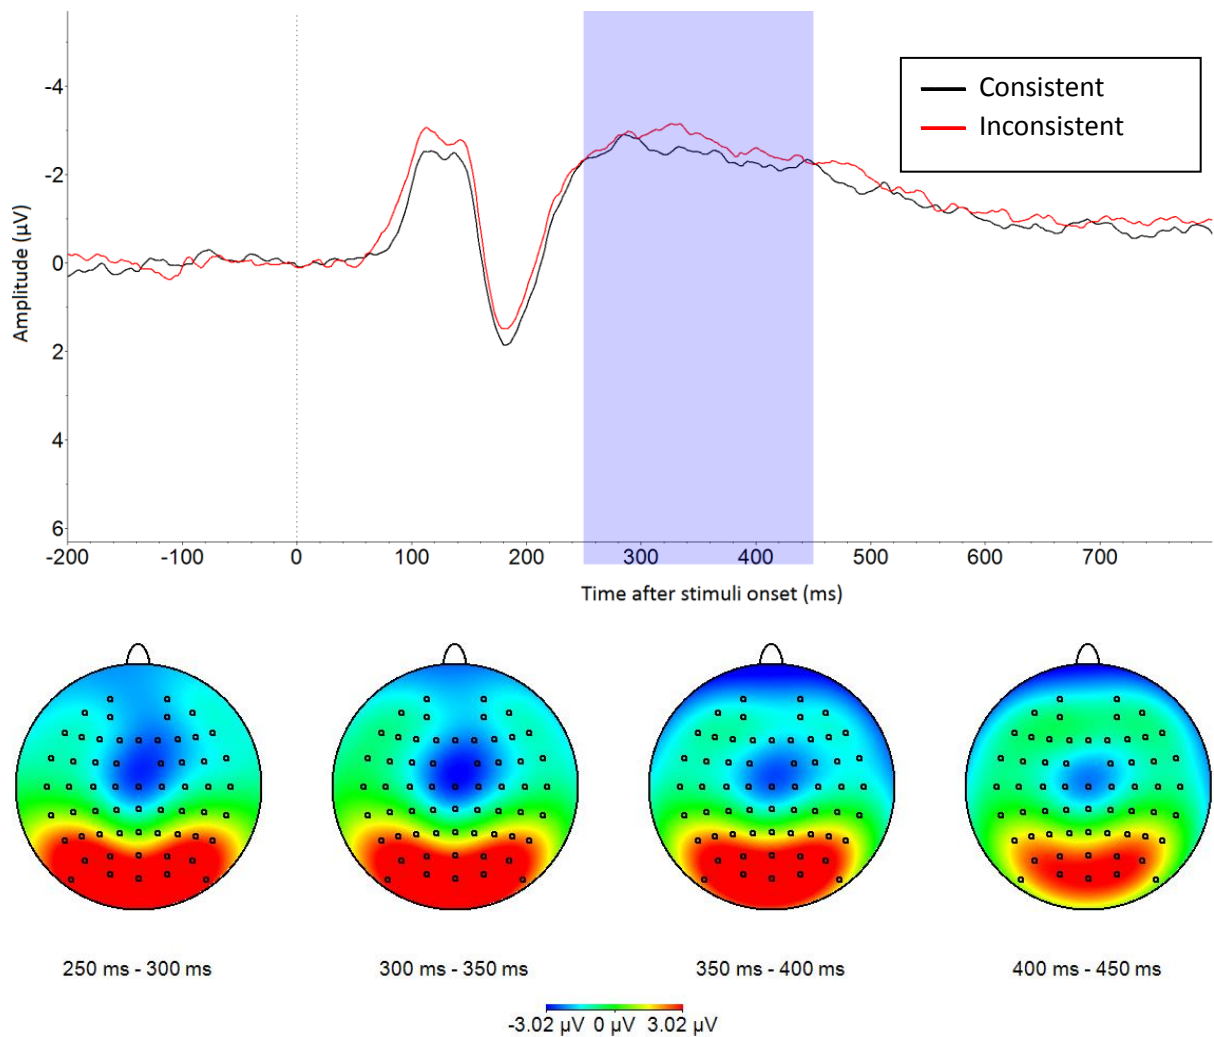 -4
Consistent
Inconsistent
-2
Amplitude (µV)
0
2
4
6
-200 -100 0 100 200 300 400 500 600 700
Time after stimuli onset (ms)
250 ms - 300 ms 300 ms - 350 ms 350 ms - 400 ms 400 ms - 450 ms
-3.02 µV 0 µV 3.02 µV